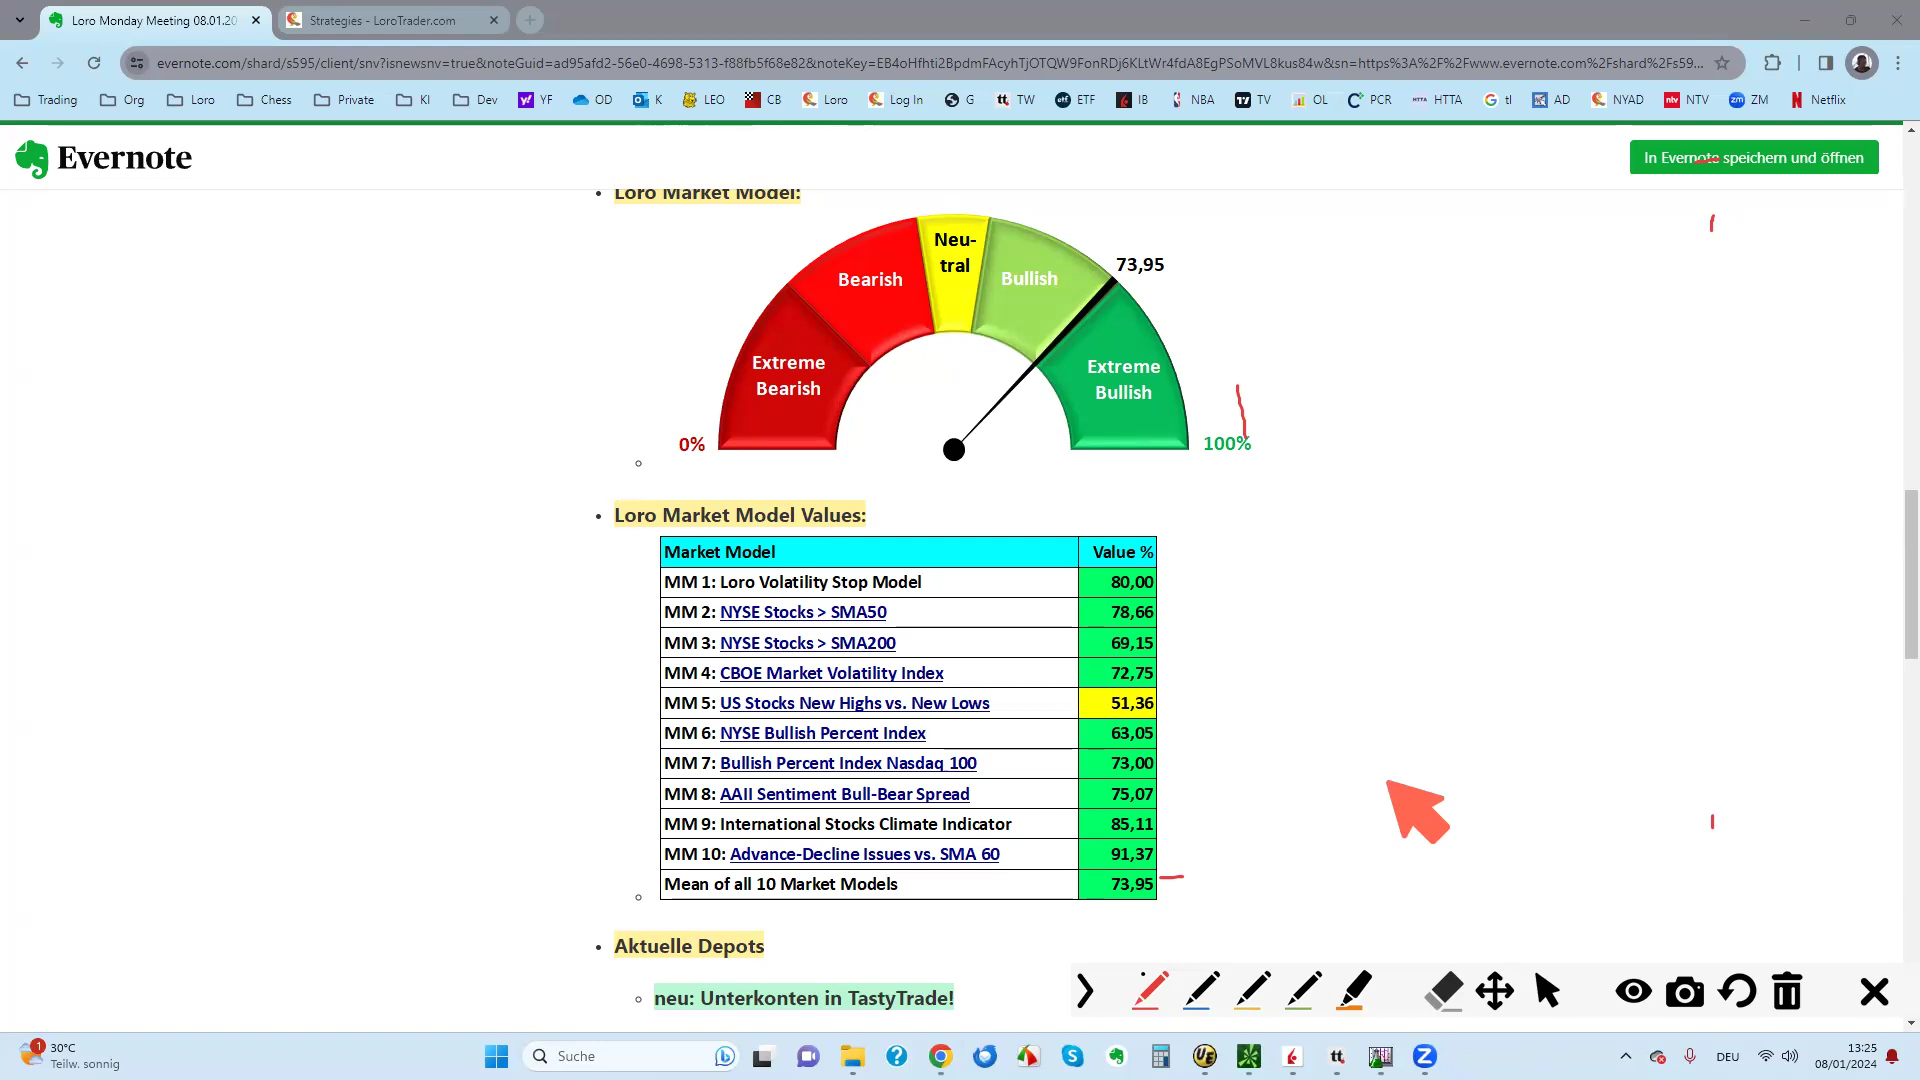 Loro Monday Meeting 08.01.20
Strategies - LoroTrader.com
evernote.com/shard/s595/client/snv?isnewsnv=true&noteGuid=ad95afd2-56e0-4698-5313-f88fb5f68e82&noteKey=EB4oHfhti2BpdmFAcyhTjOTQW9FonRDj6KLtWr4fdA8EgPSoMVL8kus84w&sn=https%3A%2F%2Fwww.evernote.com%2Fshard%2Fs59...
Trading Org Loro Chess Private KI Dev YF OD K LEO CB Loro Log In G TW ETF IB NBA TV OL PCR HTTA tl AD NYAD NTV ZM Netflix
Evernote
In Evernote speichern und öffnen
Loro Market Model:
Neu-
tral
73,95
Bearish
Bullish
Extreme
Bearish
Extreme
Bullish
0%
100%
Loro Market Model Values:
Market Model Value %
MM 1: Loro Volatility Stop Model 80,00
MM 2: NYSE Stocks > SMA50 78,66
MM 3: NYSE Stocks > SMA200 69,15
MM 4: CBOE Market Volatility Index 72,75
MM 5: US Stocks New Highs vs. New Lows 51,36
MM 6: NYSE Bullish Percent Index 63,05
MM 7: Bullish Percent Index Nasdaq 100 73,00
MM 8: AAII Sentiment Bull-Bear Spread 75,07
MM 9: International Stocks Climate Indicator 85,11
MM 10: Advance-Decline Issues vs. SMA 60 91,37
Mean of all 10 Market Models 73,95
Aktuelle Depots
neu: Unterkonten in TastyTrade!
1
30°C
Teilw. sonnig
Suche
DEU
13:25
08/01/2024